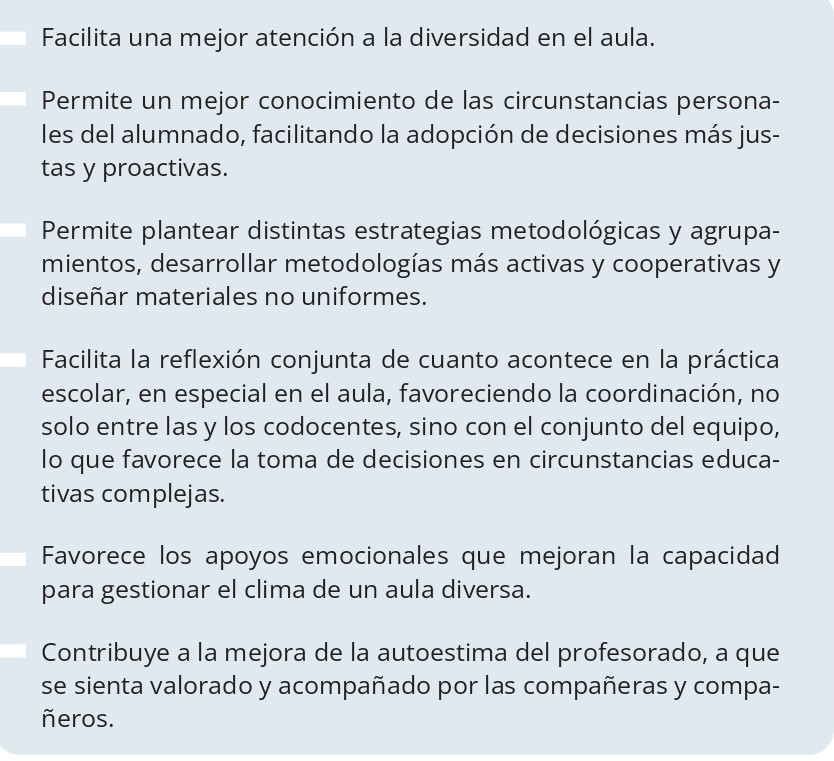 Facilita una mejor atención a la diversidad en el aula.
Permite un mejor conocimiento de las circunstancias persona-
les del alumnado, facilitando la adopción de decisiones más jus-
tas y proactivas.
Permite plantear distintas estrategias metodológicas y agrupa-
mientos, desarrollar metodologías más activas y cooperativas y
diseñar materiales no uniformes.
Facilita la reflexión conjunta de cuanto acontece en la práctica
escolar, en especial en el aula, favoreciendo la coordinación, no
solo entre las y los codocentes, sino con el conjunto del equipo,
lo que favorece la toma de decisiones en circunstancias educa-
tivas complejas.
Favorece los apoyos emocionales que mejoran la capacidad
para gestionar el clima de un aula diversa.
Contribuye a la mejora de la autoestima del profesorado, a que
se sienta valorado y acompañado por las compañeras y compa-
ñeros.